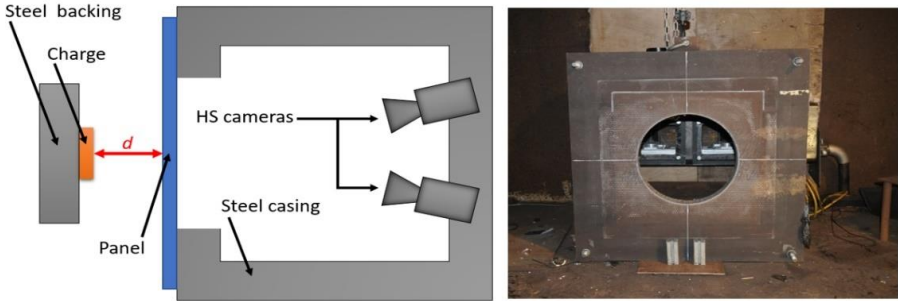 Steel backing
Charge
d
HS cameras
Steel casing
Panel